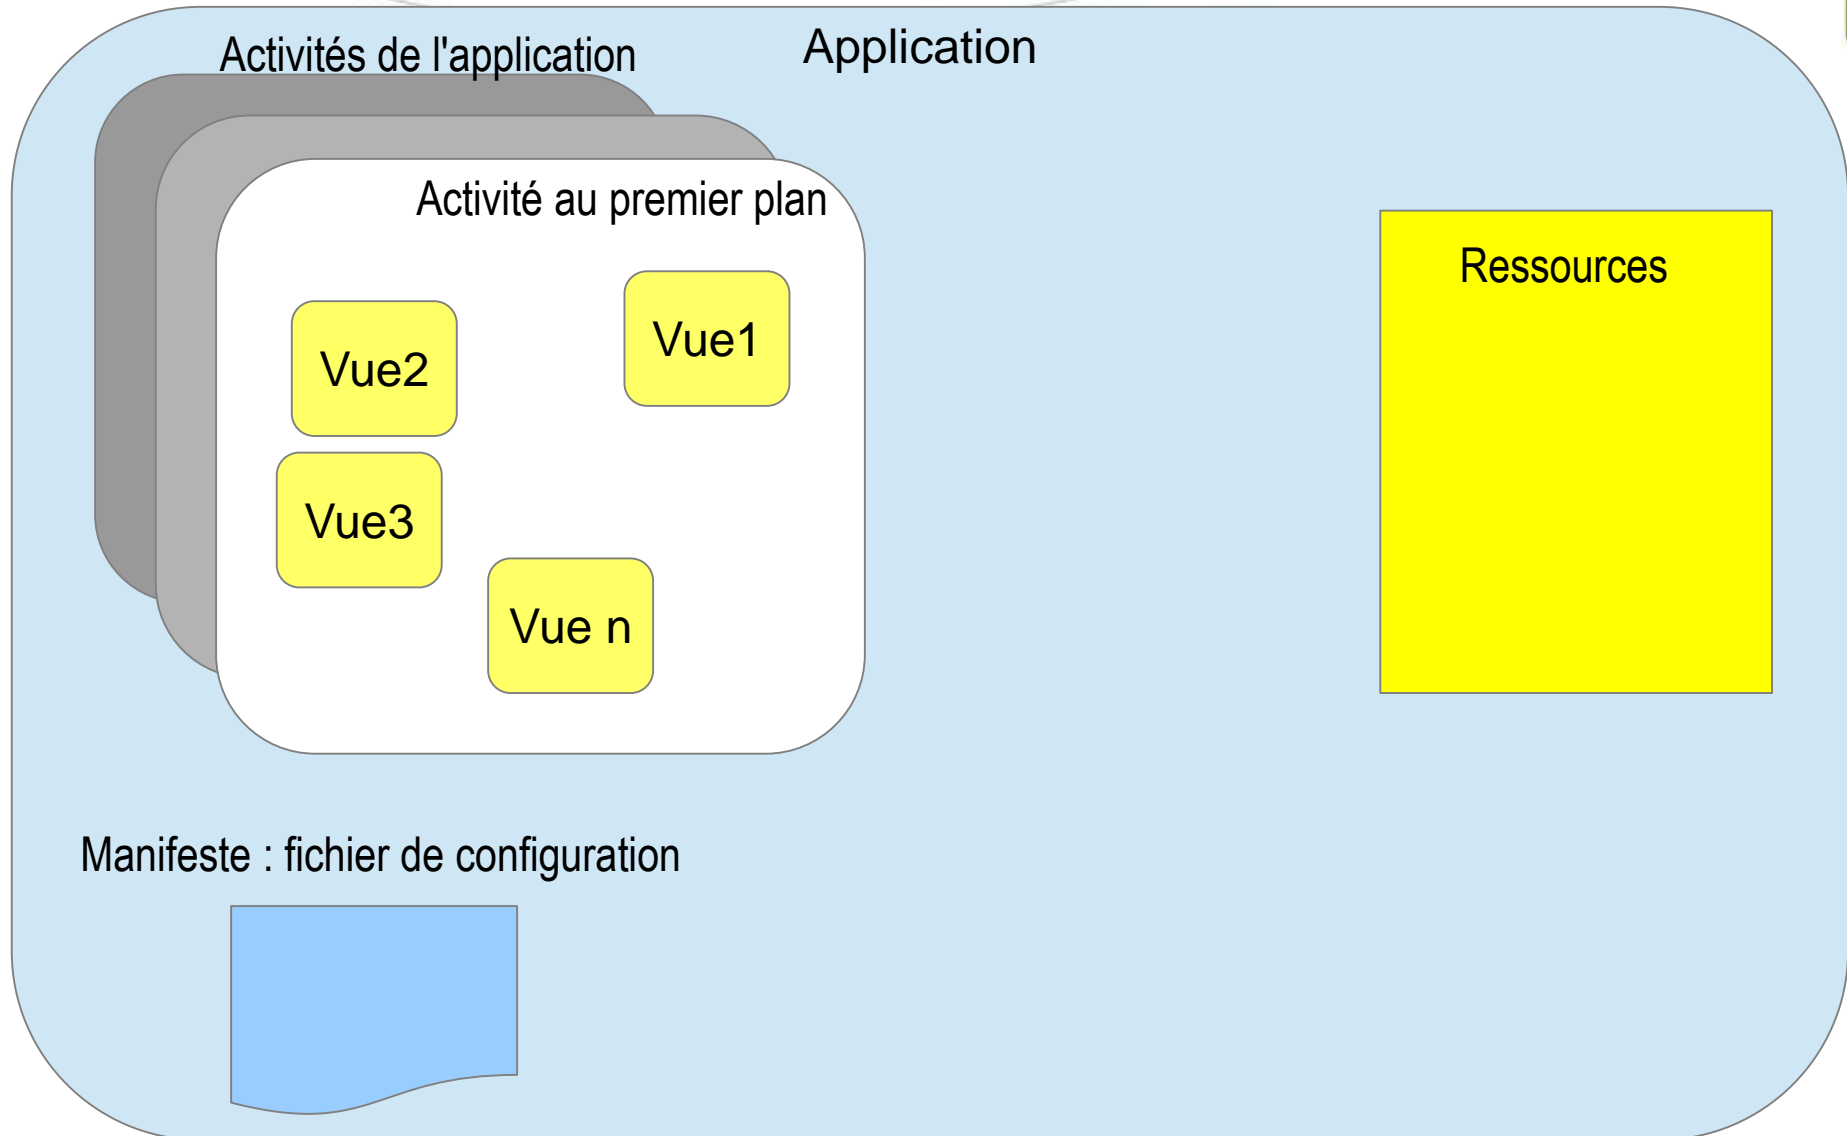 Activités de l'application
Application
Activité au premier plan
Ressources
Vue1
Vue2
Vue3
Vue n
Manifeste : fichier de configuration